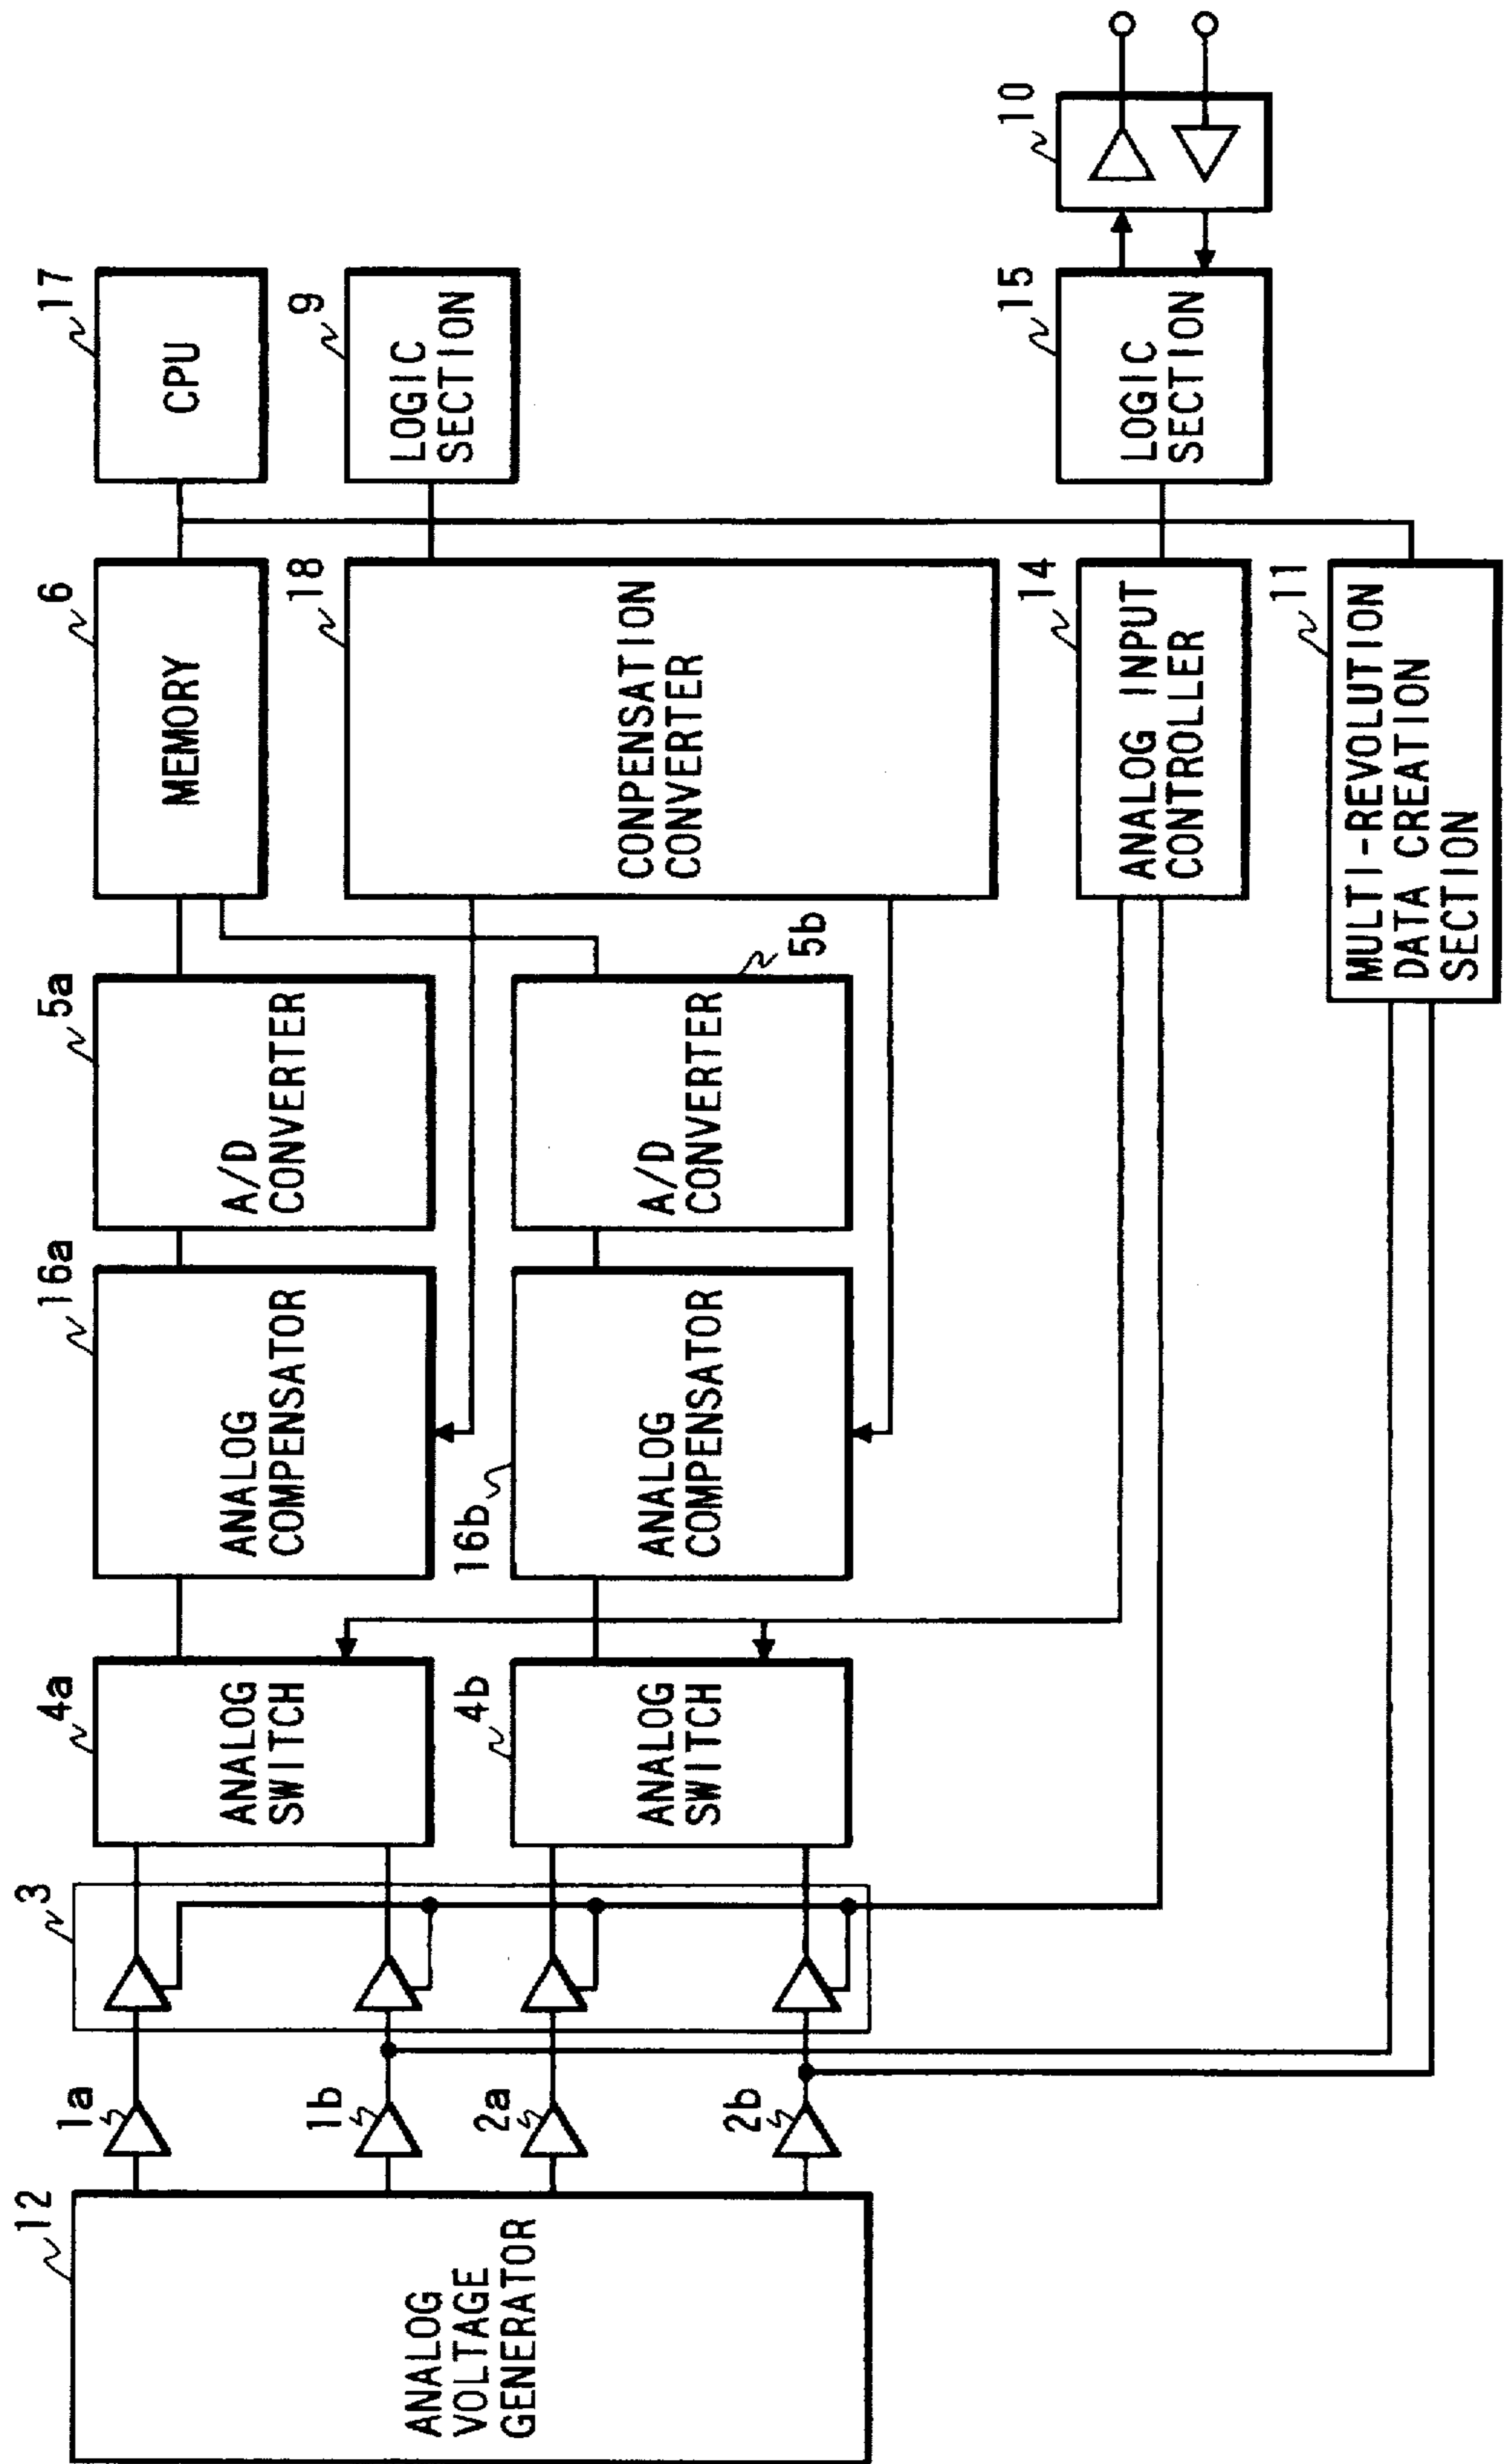 12
ANALOG
VOLTAGE
GENERATOR
1a
1b
2a
2b
3
4a
ANALOG
SWITCH
4b
ANALOG
SWITCH
16a
ANALOG
COMPENSATOR
16b
ANALOG
COMPENSATOR
5a
A/D
CONVERTER
5b
A/D
CONVERTER
6
MEMORY
18
CONPENSATION
CONVERTER
14
ANALOG INPUT
CONTROLLER
11
MULTI-REVOLUTION
DATA CREATION
SECTION
17
CPU
9
LOGIC
SECTION
15
LOGIC
SECTION
10